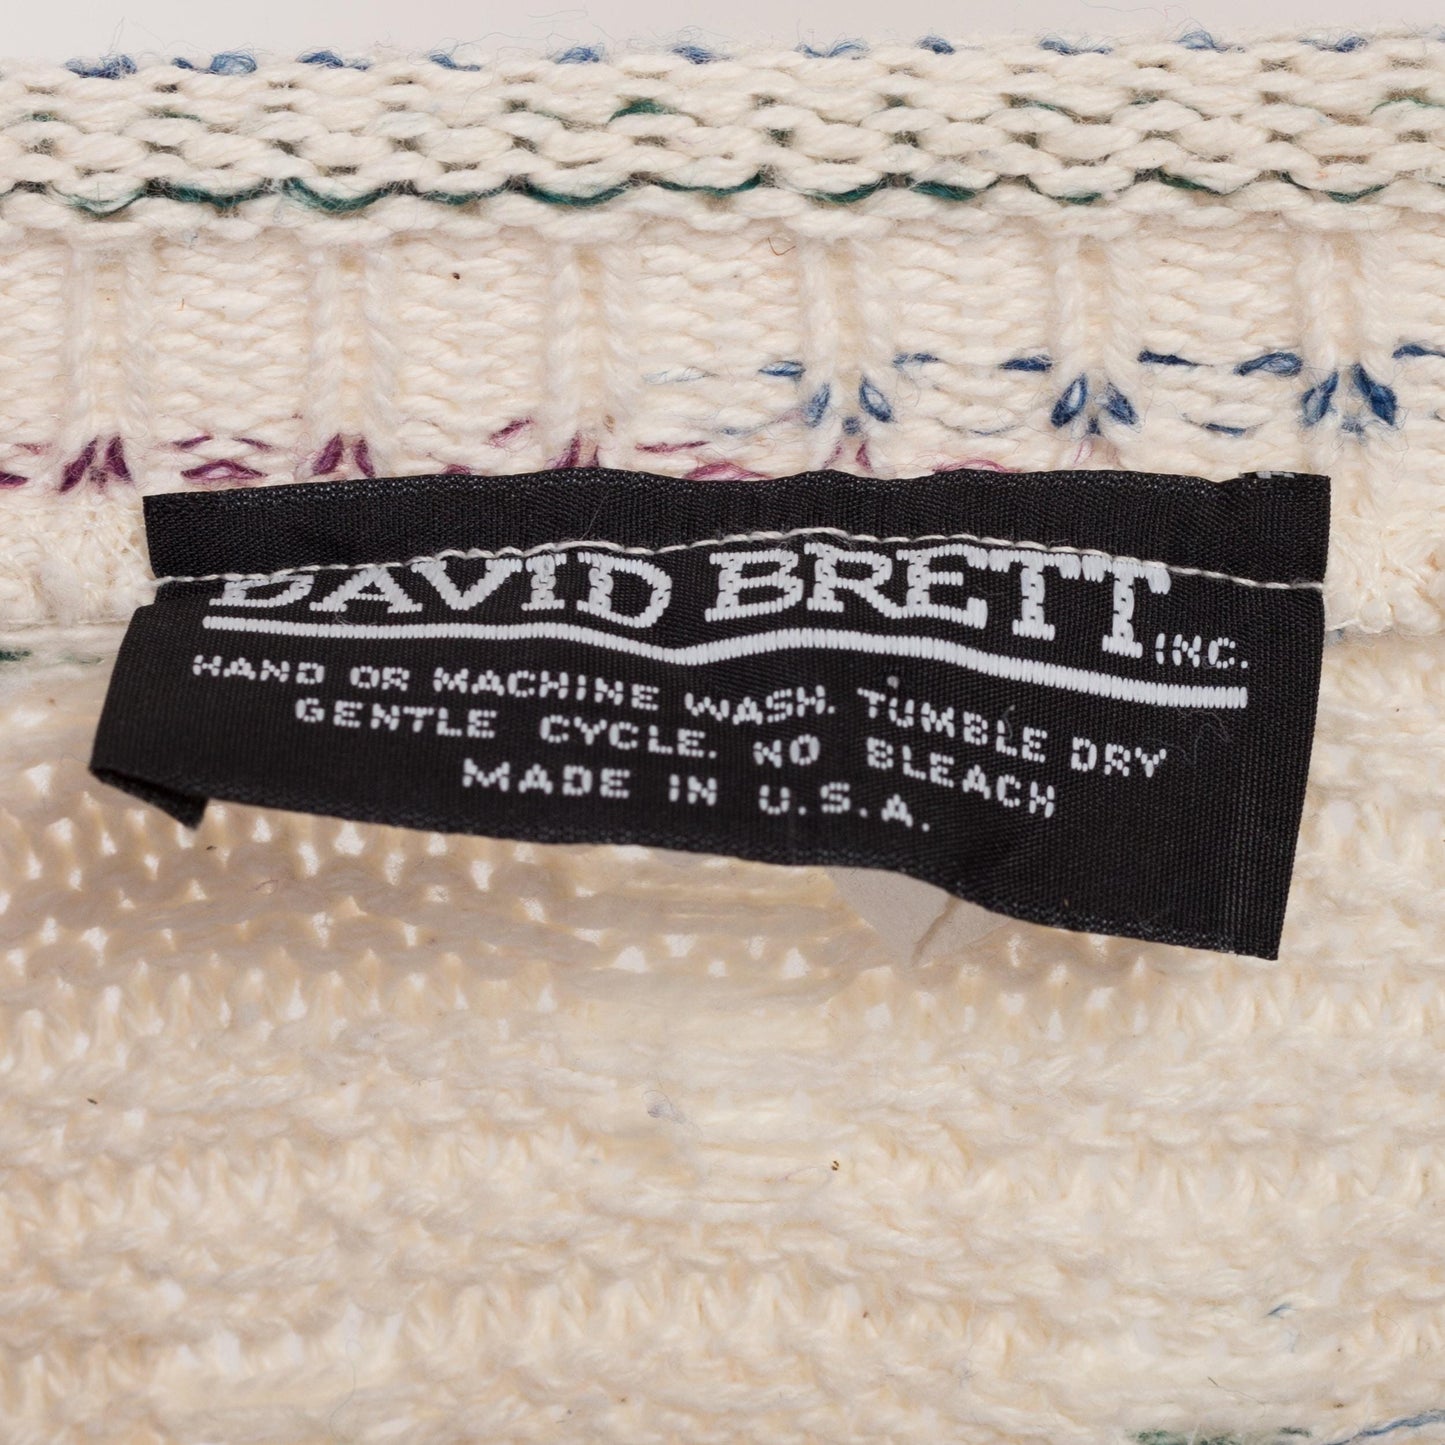 DAVID BRETT INC.
HAND OR MACHINE WASH. TUMBLE DRY
GENTLE CYCLE. NO BLEACH
MADE IN U.S.A.